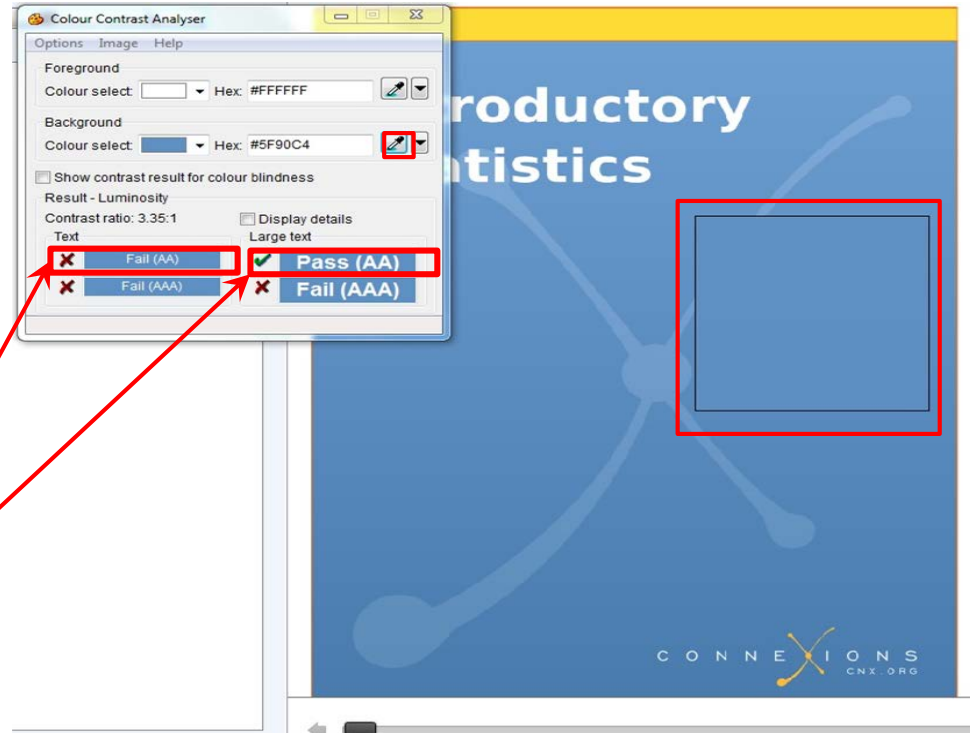 Colour Contrast Analyser
Options Image Help
Foreground
Colour select: Hex: #FFFFFF
Background
Colour select: Hex: #5F90C4
Show contrast result for colour blindness
Result - Luminosity
Contrast ratio: 3.35:1 Display details
Text Large text
Fail (AA) Pass (AA)
Fail (AAA) Fail (AAA)
roductory
tistics
CONNEXIONS
CNX.ORG